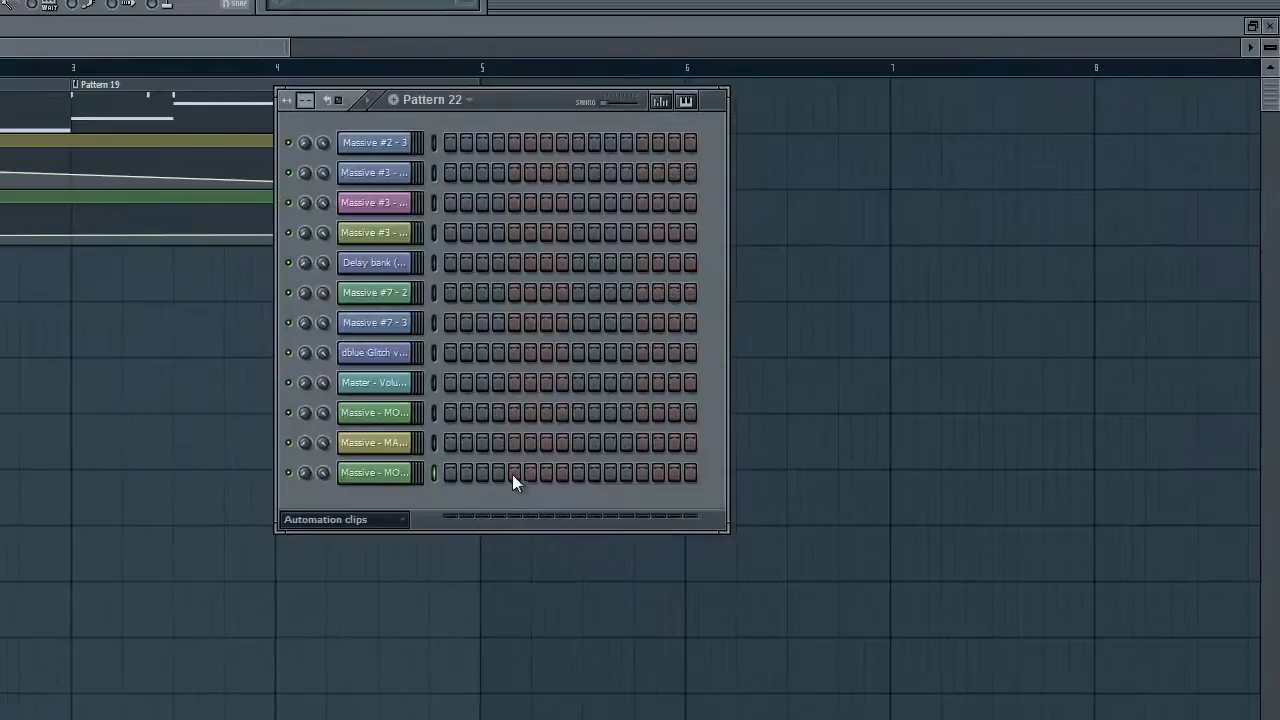 WAIT
SNAP
3 4 5 6 7 8
Pattern 19
Pattern 22
SWING
Massive #2 - 3
Massive #3 - ...
Massive #3 - ...
Massive #3 - ...
Delay bank (...
Massive #7 - 2
Massive #7 - 3
dblue Glitch v...
Master - Volu...
Massive - MO...
Massive - MA...
Massive - MO...
Automation clips